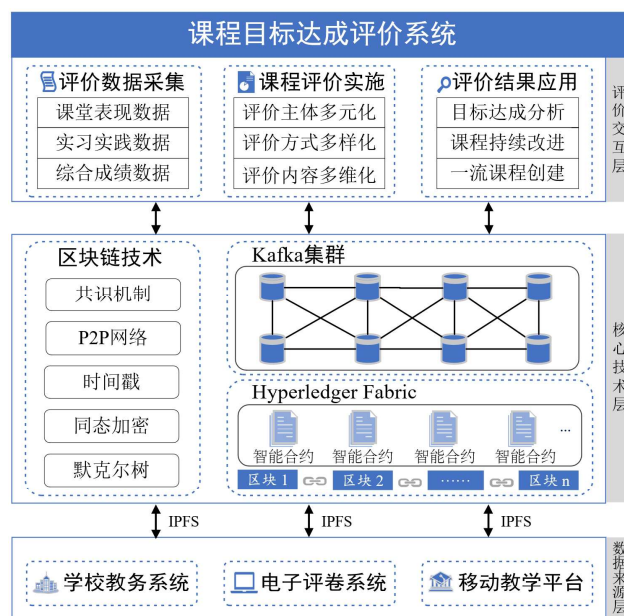 课程目标达成评价系统
评价数据采集
课堂表现数据
实习实践数据
综合成绩数据
课程评价实施
评价主体多元化
评价方式多样化
评价内容多维化
评价结果应用
目标达成分析
课程持续改进
一流课程创建
评价交互层
区块链技术
共识机制
P2P网络
时间戳
同态加密
默克尔树
Kafka集群
Hyperledger Fabric
智能合约 智能合约 智能合约 智能合约 ...
区块 1 区块 2 …… 区块 n
核心技术层
IPFS IPFS IPFS
学校教务系统 电子评卷系统 移动教学平台
数据来源层